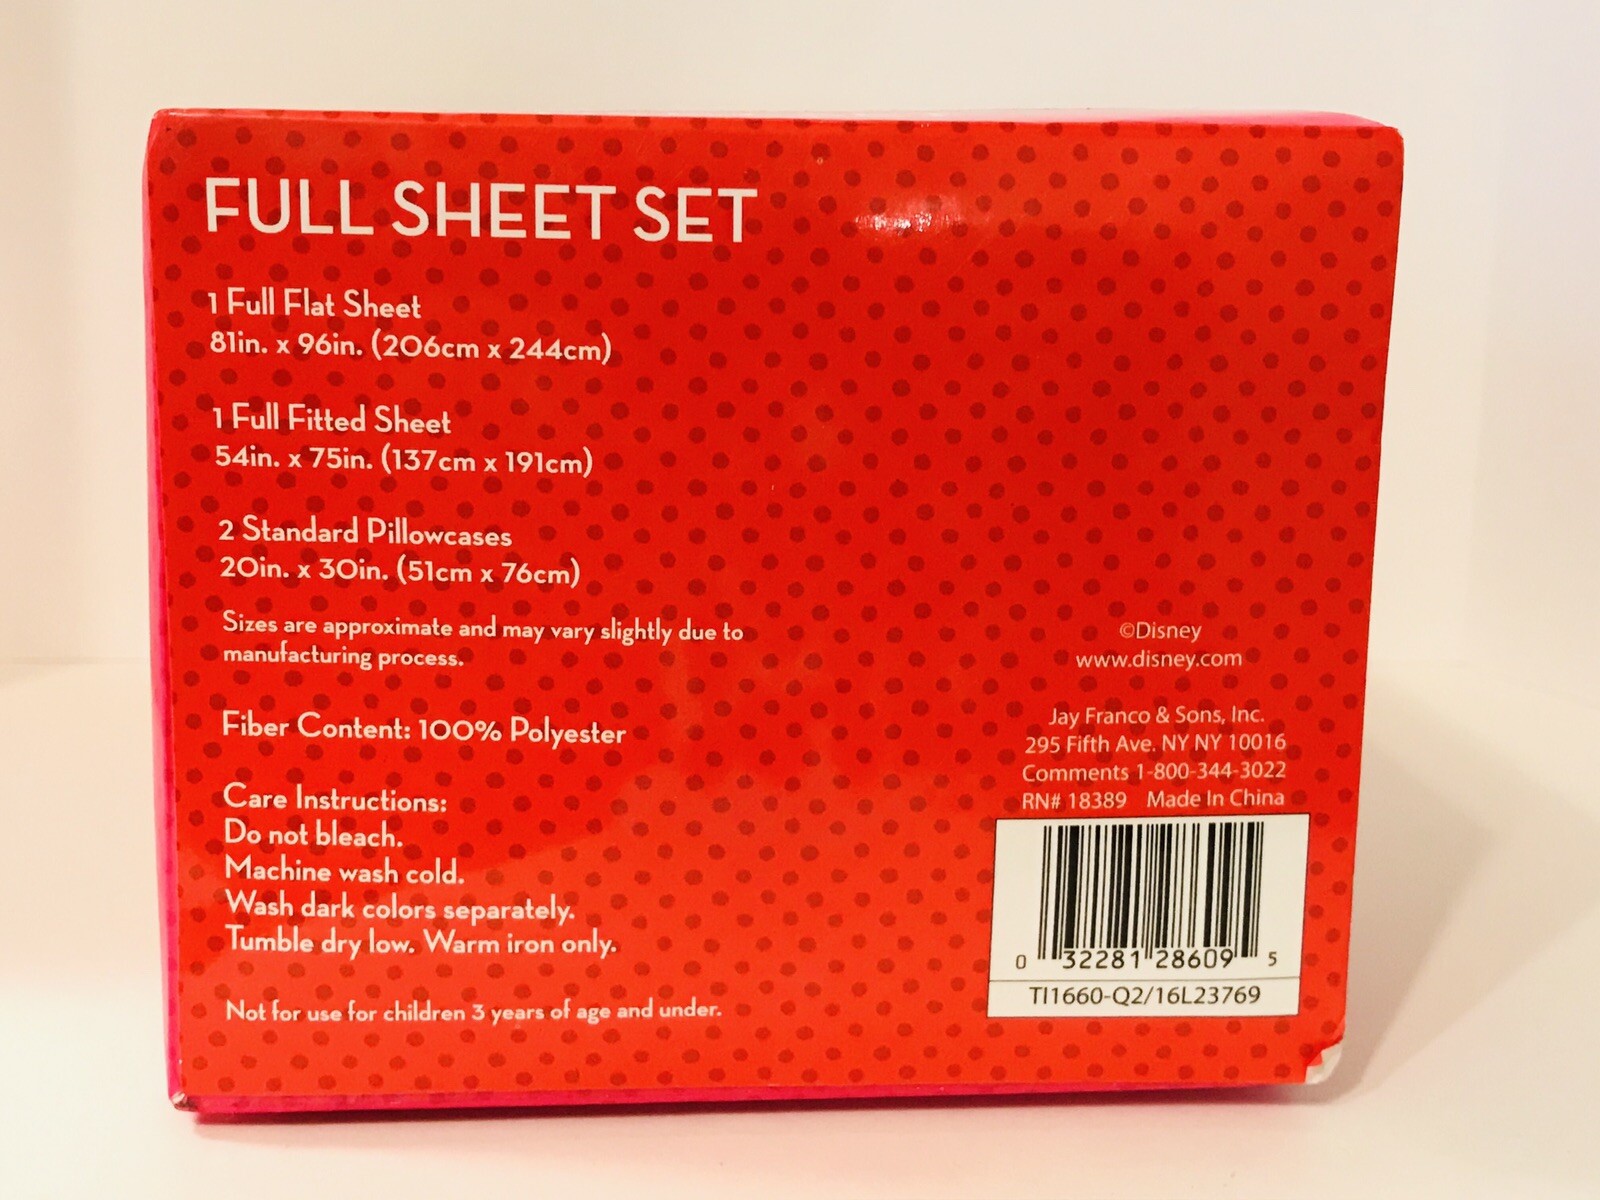 FULL SHEET SET
1 Full Flat Sheet
81in. x 96in. (206cm x 244cm)
1 Full Fitted Sheet
54in. x 75in. (137cm x 191cm)
2 Standard Pillowcases
20in. x 30in. (51cm x 76cm)
Sizes are approximate and may vary slightly due to
manufacturing process.
Fiber Content: 100% Polyester
Care Instructions:
Do not bleach.
Machine wash cold.
Wash dark colors separately.
Tumble dry low. Warm iron only.
Not for use for children 3 years of age and under.
©Disney
www.disney.com
Jay Franco & Sons, Inc.
295 Fifth Ave. NY NY 10016
Comments 1-800-344-3022
RN# 18389 Made In China
0 32281 28609 5
TI1660-Q2/16L23769